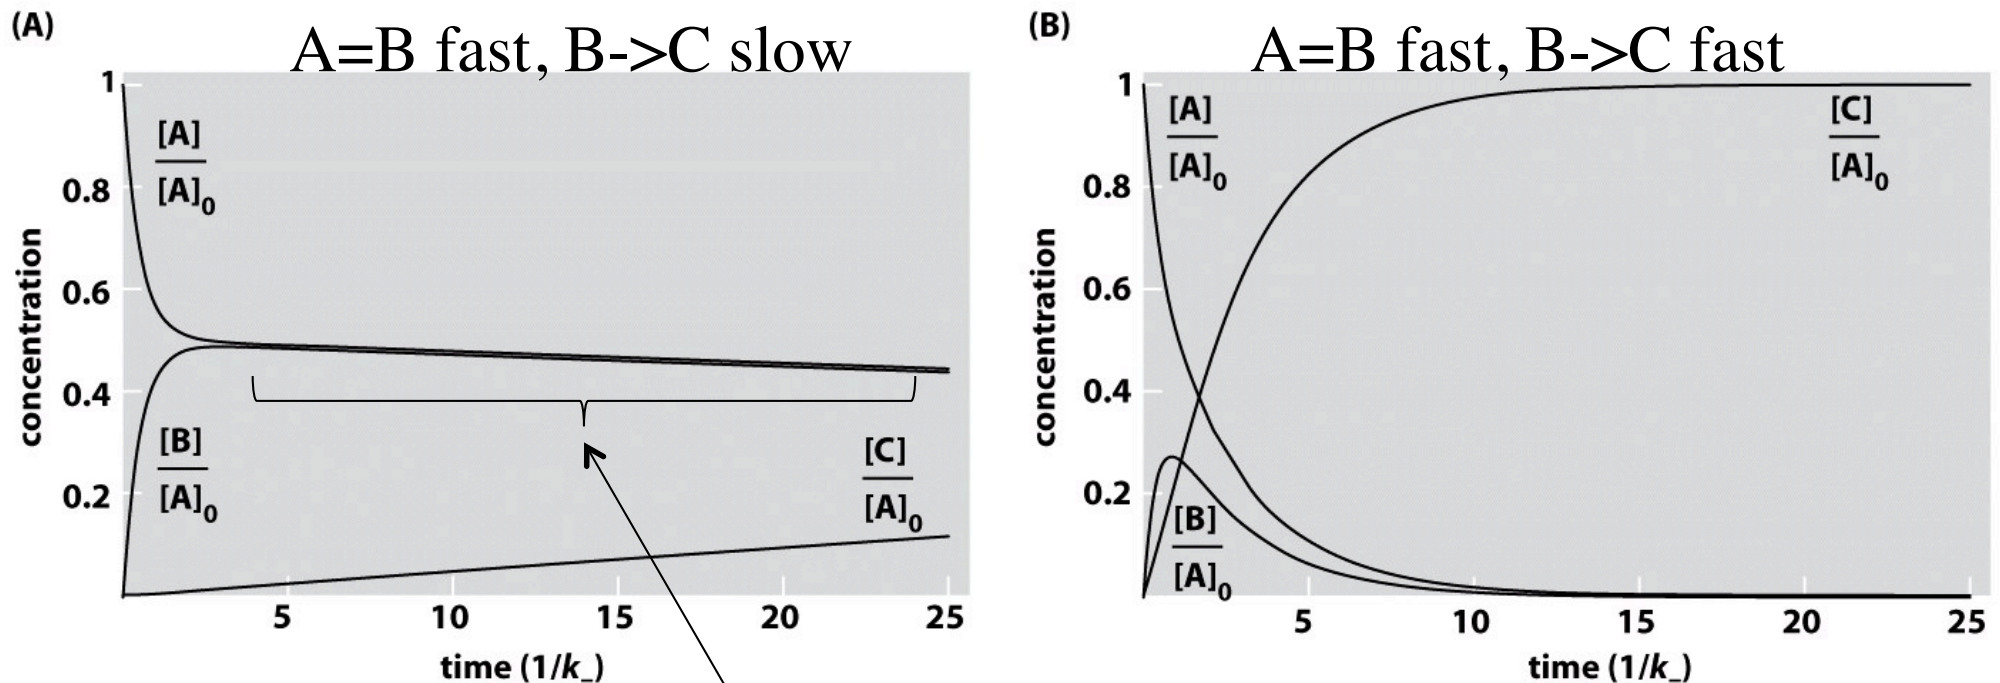 (A)
A=B fast, B->C slow
1
0.8
0.6
0.4
0.2
concentration
[A]
[A]0
[B]
[A]0
[C]
[A]0
5 10 15 20 25
time (1/k_)
(B)
A=B fast, B->C fast
1
0.8
0.6
0.4
0.2
concentration
[A]
[A]0
[C]
[A]0
[B]
[A]0
5 10 15 20 25
time (1/k_)